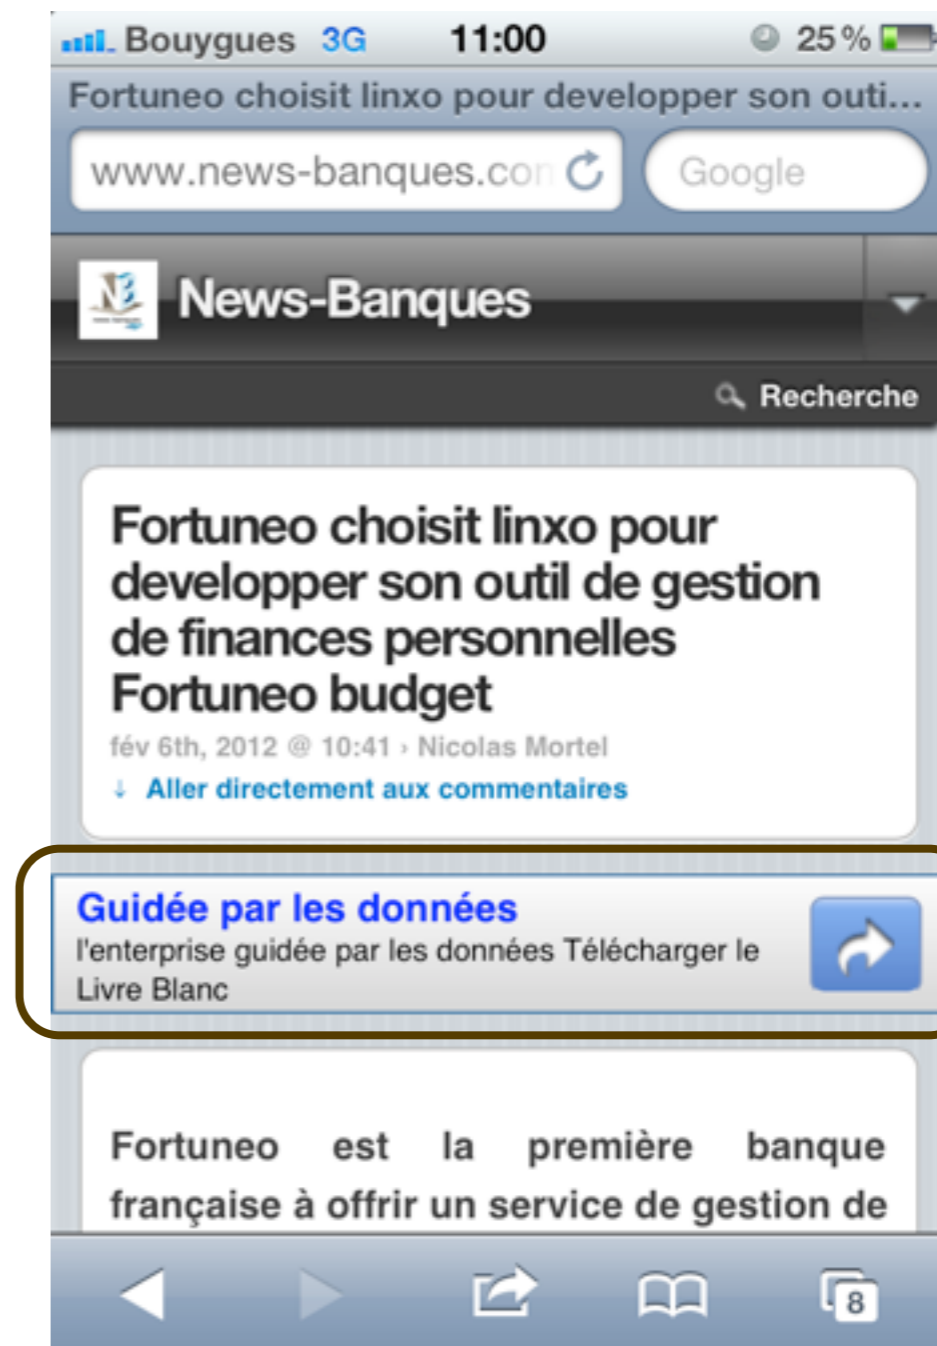 Bouygues 3G 11:00 25 %
Fortuneo choisit linxo pour developper son outi...
www.news-banques.com Google
News-Banques
Recherche
Fortuneo choisit linxo pour
developper son outil de gestion
de finances personnelles
Fortuneo budget
fév 6th, 2012 @ 10:41 › Nicolas Mortel
↓ Aller directement aux commentaires
Guidée par les données
l'enterprise guidée par les données Télécharger le
Livre Blanc
Fortuneo est la première banque
française à offrir un service de gestion de
8